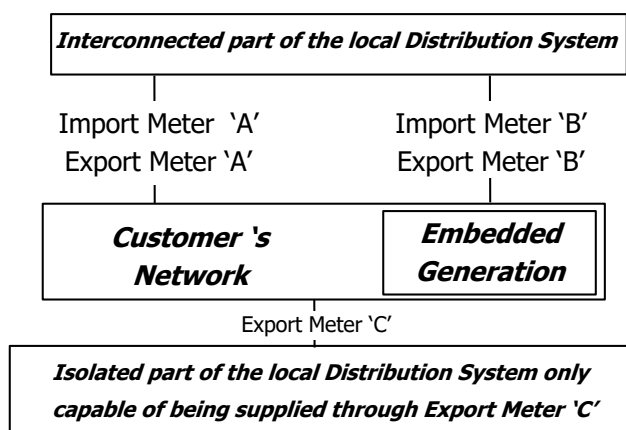 Interconnected part of the local Distribution System
Import Meter ‘A’
Export Meter ‘A’
Import Meter ‘B’
Export Meter ‘B’
Customer ‘s
Network
Embedded
Generation
Export Meter ‘C’
Isolated part of the local Distribution System only
capable of being supplied through Export Meter ‘C’